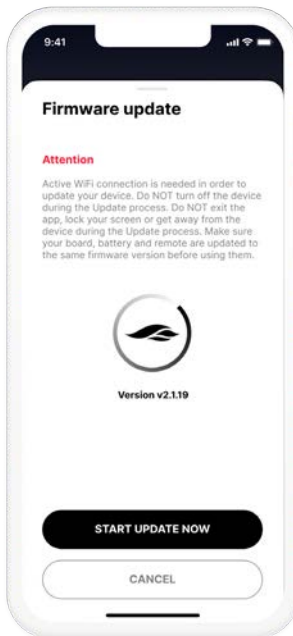 9:41
Firmware update
Attention
Active WiFi connection is needed in order to
update your device. Do NOT turn off the device
during the Update process. Do NOT exit the
app, lock your screen or get away from the
device during the Update process. Make sure
your board, battery and remote are updated to
the same firmware version before using them.
Version v2.1.19
START UPDATE NOW
CANCEL